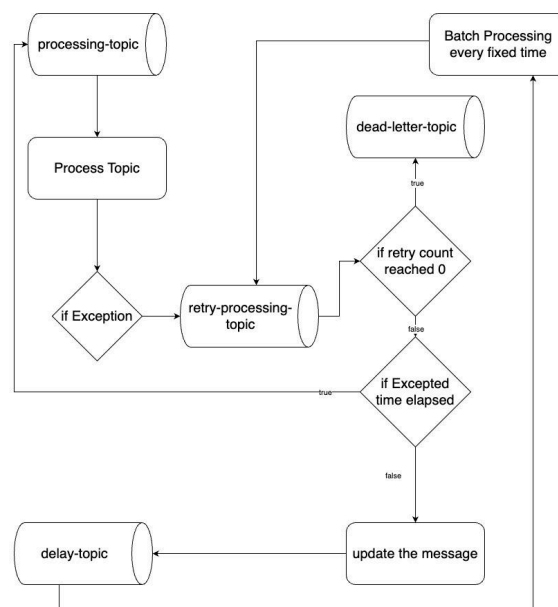 processing-topic
Batch Processing
every fixed time
dead-letter-topic
Process Topic
true
if retry count
reached 0
if Exception
retry-processing-
topic
false
if Excepted
time elapsed
true
false
delay-topic
update the message